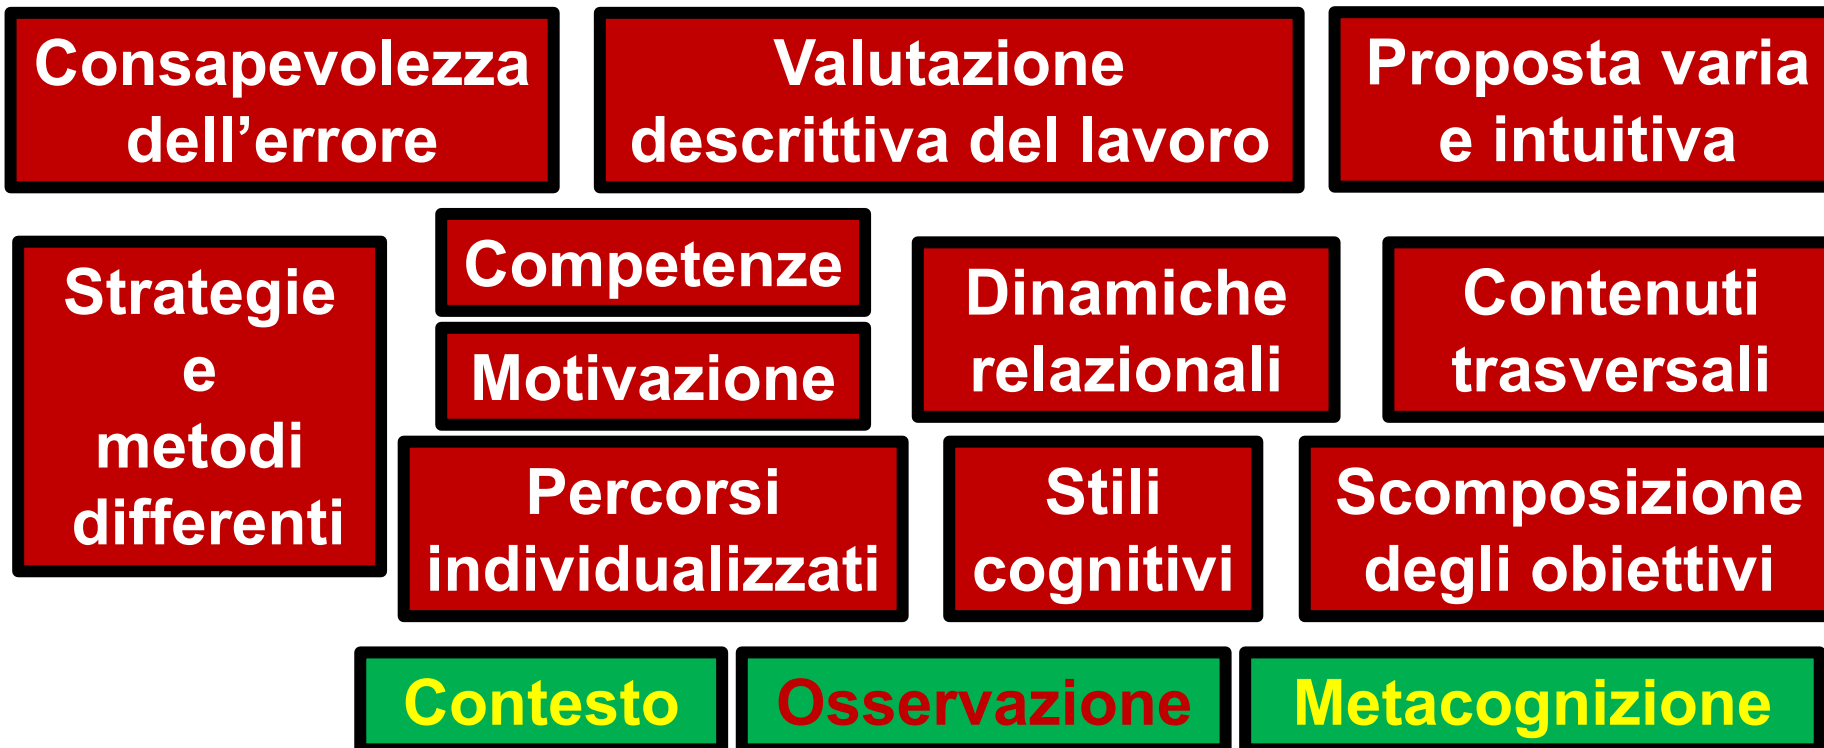 Consapevolezza
dell’errore
Valutazione
descrittiva del lavoro
Proposta varia
e intuitiva
Strategie
e
metodi
differenti
Competenze
Motivazione
Dinamiche
relazionali
Contenuti
trasversali
Percorsi
individualizzati
Stili
cognitivi
Scomposizione
degli obiettivi
Contesto
Osservazione
Metacognizione